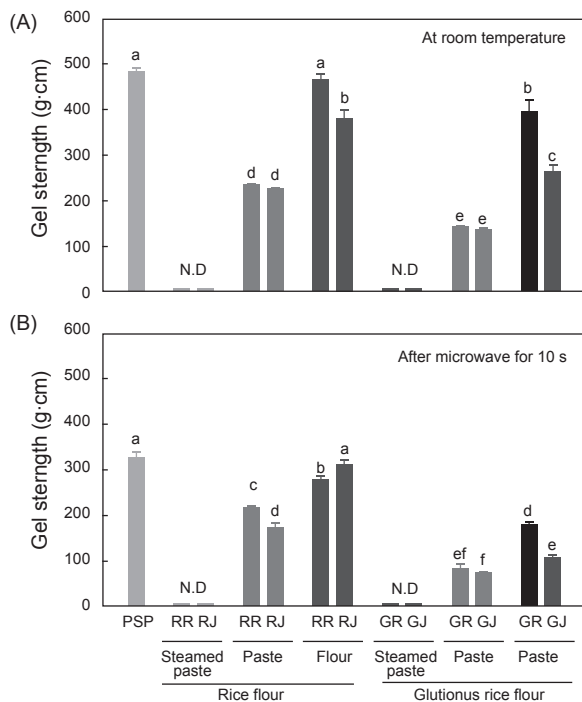 (A)
600
At room temperature
500
400
300
200
100
0
Gel sterngth (g·cm)
a
N.D
d d
a
b
N.D
e e
b
c
(B)
600
After microwave for 10 s
500
400
300
200
100
0
Gel sterngth (g·cm)
a
N.D
c
d
b
a
N.D
ef
f
d
e
PSP RR RJ RR RJ RR RJ GR GJ GR GJ GR GJ
Steamed paste Paste Flour Steamed paste Paste Paste
Rice flour Glutionus rice flour